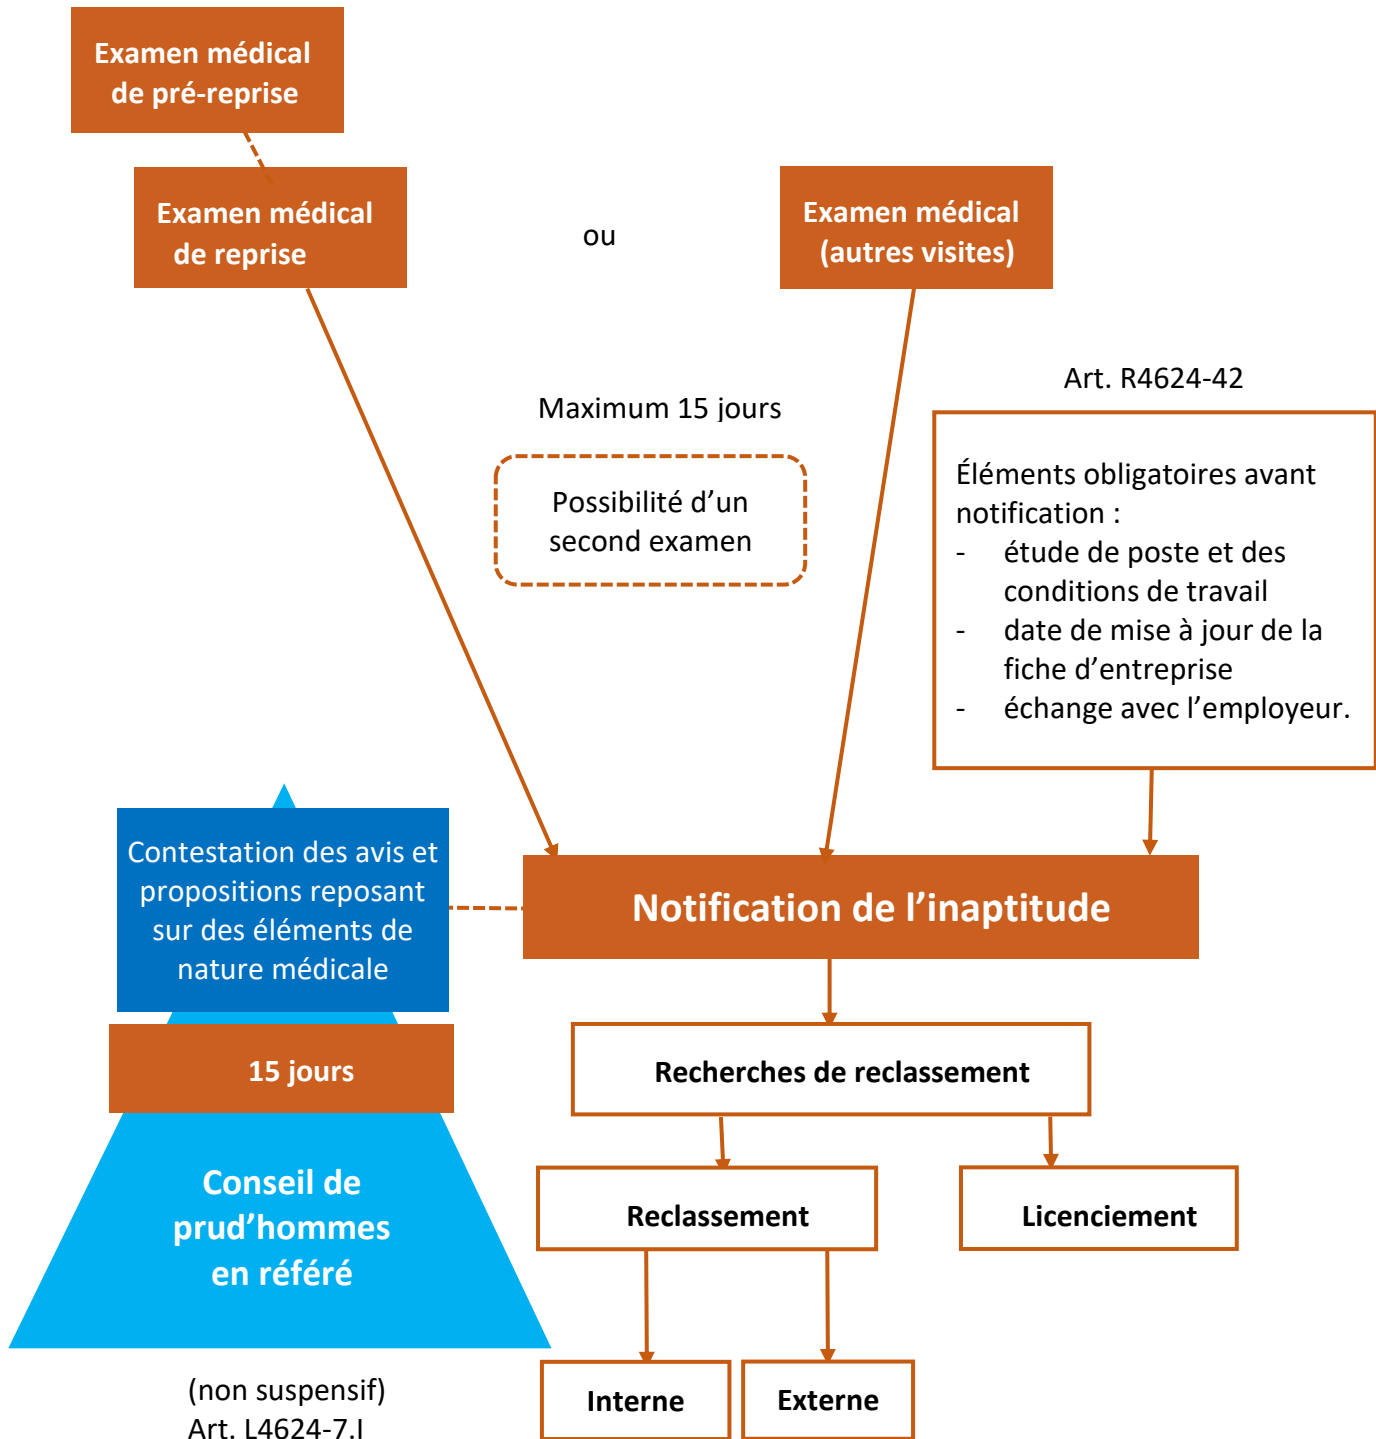 Examen médical
de pré-reprise
Examen médical
de reprise
ou
Examen médical
(autres visites)
Art. R4624-42
Maximum 15 jours
Possibilité d’un
second examen
Éléments obligatoires avant
notification :
- étude de poste et des
conditions de travail
- date de mise à jour de la
fiche d’entreprise
- échange avec l’employeur.
Contestation des avis et
propositions reposant
sur des éléments de
nature médicale
Notification de l’inaptitude
15 jours
Recherches de reclassement
Conseil de
prud’hommes
en référé
Reclassement
Licenciement
Interne
Externe
(non suspensif)
Art. L4624-7.I